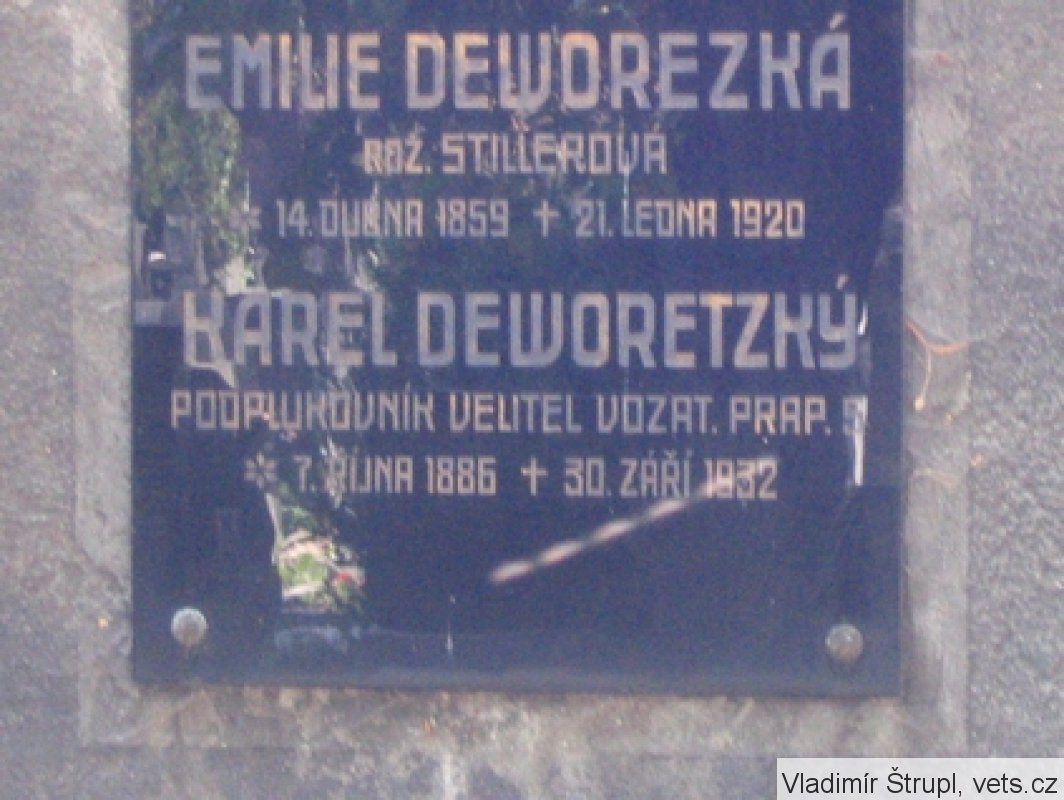 EMILIE DEWOREZKÁ
ROZ. STILLEROVÁ
* 14. DUBNA 1859 + 21. LEDNA 1920
KAREL DEWORETZKÝ
PODPLUKOVNÍK VELITEL VOZAT. PRAP. 5.
* 7. ŘÍJNA 1886 + 30. ZÁŘÍ 1932
Vladimír Štrupl, vets.cz